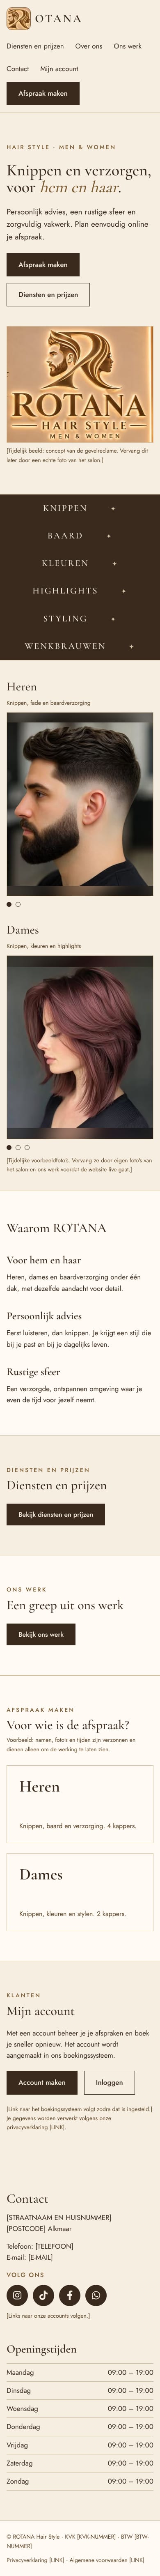 OTANA
Diensten en prijzen Over ons Ons werk
Contact Mijn account
Afspraak maken
HAIR STYLE · MEN & WOMEN
Knippen en verzorgen,
voor hem en haar.
Persoonlijk advies, een rustige sfeer en
zorgvuldig vakwerk. Plan eenvoudig online
je afspraak.
Afspraak maken
Diensten en prijzen
ROTANA
HAIR STYLE
MEN & WOMEN
[Tijdelijk beeld: concept van de gevelreclame. Vervang dit
later door een echte foto van het salon.]
KNIPPEN
BAARD
KLEUREN
HIGHLIGHTS
STYLING
WENKBRAUWEN
Heren
Knippen, fade en baardverzorging
Dames
Knippen, kleuren en highlights
[Tijdelijke voorbeeldfoto's. Vervang ze door eigen foto's van
het salon en ons werk voordat de website live gaat.]
Waarom ROTANA
Voor hem en haar
Heren, dames en baardverzorging onder één
dak, met dezelfde aandacht voor detail.
Persoonlijk advies
Eerst luisteren, dan knippen. Je krijgt een stijl die
bij je past en bij je dagelijks leven.
Rustige sfeer
Een verzorgde, ontspannen omgeving waar je
even de tijd voor jezelf neemt.
DIENSTEN EN PRIJZEN
Diensten en prijzen
Bekijk diensten en prijzen
ONS WERK
Een greep uit ons werk
Bekijk ons werk
AFSPRAAK MAKEN
Voor wie is de afspraak?
Voorbeeld: namen, foto's en tijden zijn verzonnen en
dienen alleen om de werking te laten zien.
Heren
Knippen, baard en verzorging. 4 kappers.
Dames
Knippen, kleuren en stylen. 2 kappers.
KLANTEN
Mijn account
Met een account beheer je je afspraken en boek
je sneller opnieuw. Het account wordt
aangemaakt in ons boekingssysteem.
Account maken Inloggen
[Link naar het boekingssysteem volgt zodra dat is ingesteld.]
Je gegevens worden verwerkt volgens onze
privacyverklaring [LINK].
Contact
[STRAATNAAM EN HUISNUMMER]
[POSTCODE] Alkmaar
Telefoon: [TELEFOON]
E-mail: [E-MAIL]
VOLG ONS
[Links naar onze accounts volgen.]
Openingstijden
Maandag 09:00 – 19:00
Dinsdag 09:00 – 19:00
Woensdag 09:00 – 19:00
Donderdag 09:00 – 19:00
Vrijdag 09:00 – 19:00
Zaterdag 09:00 – 19:00
Zondag 09:00 – 19:00
© ROTANA Hair Style · KVK [KVK-NUMMER] · BTW [BTW-
NUMMER]
Privacyverklaring [LINK] · Algemene voorwaarden [LINK]